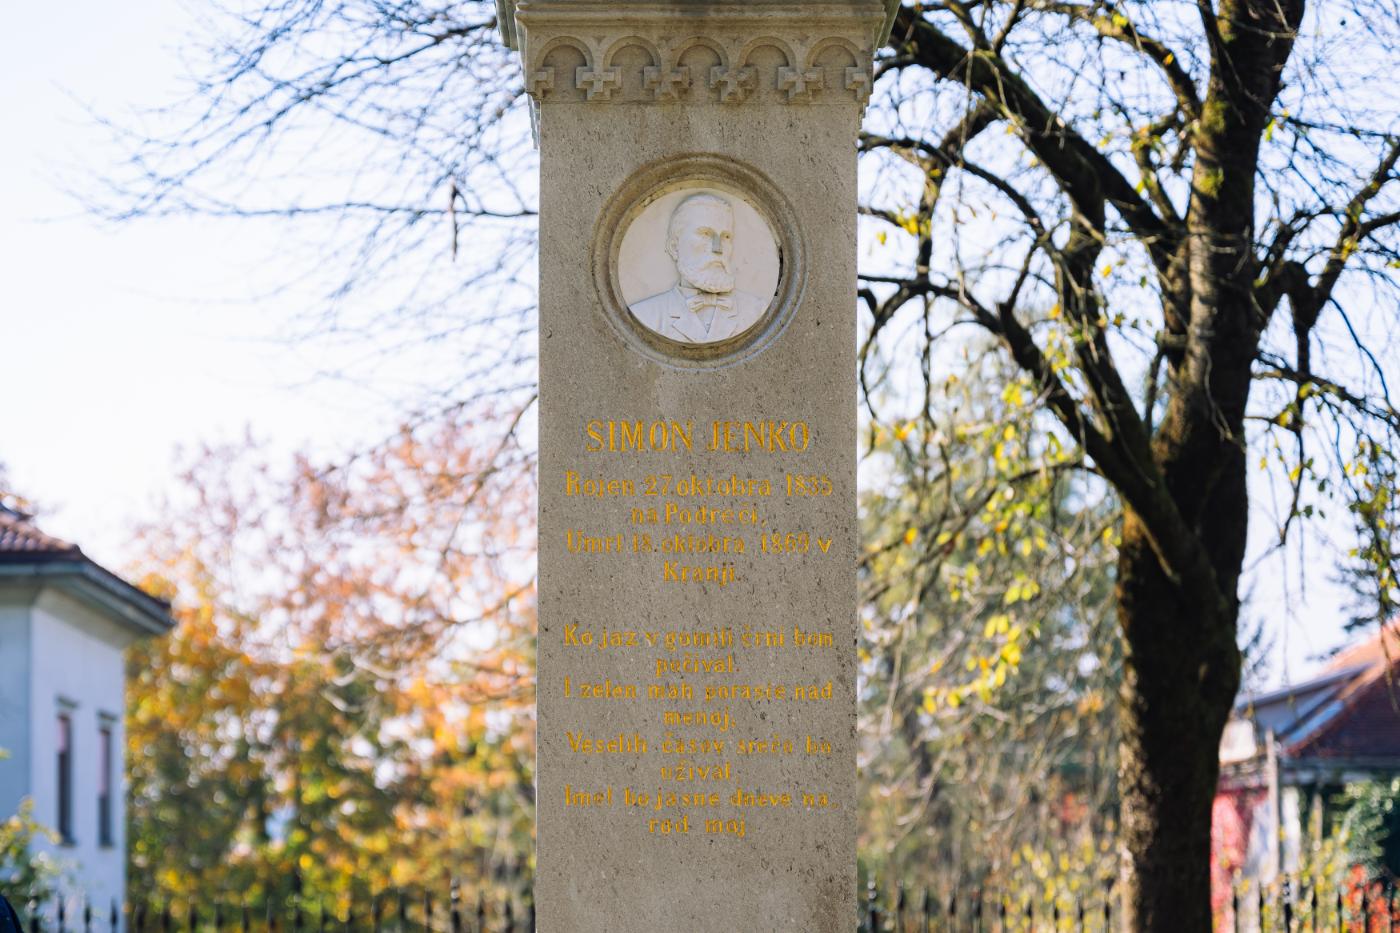 SIMON JENKO
Rojen 27.oktobra 1835
na Podreči,
Umrl 18.oktobra 1869 v
Kranji.
Ko jaz v gomili črni bom
počival.
I zelen mah poraste nad
menoj,
Veselih časov srečo bo
užival,
Imel bo jasne dneve na-
rod moj